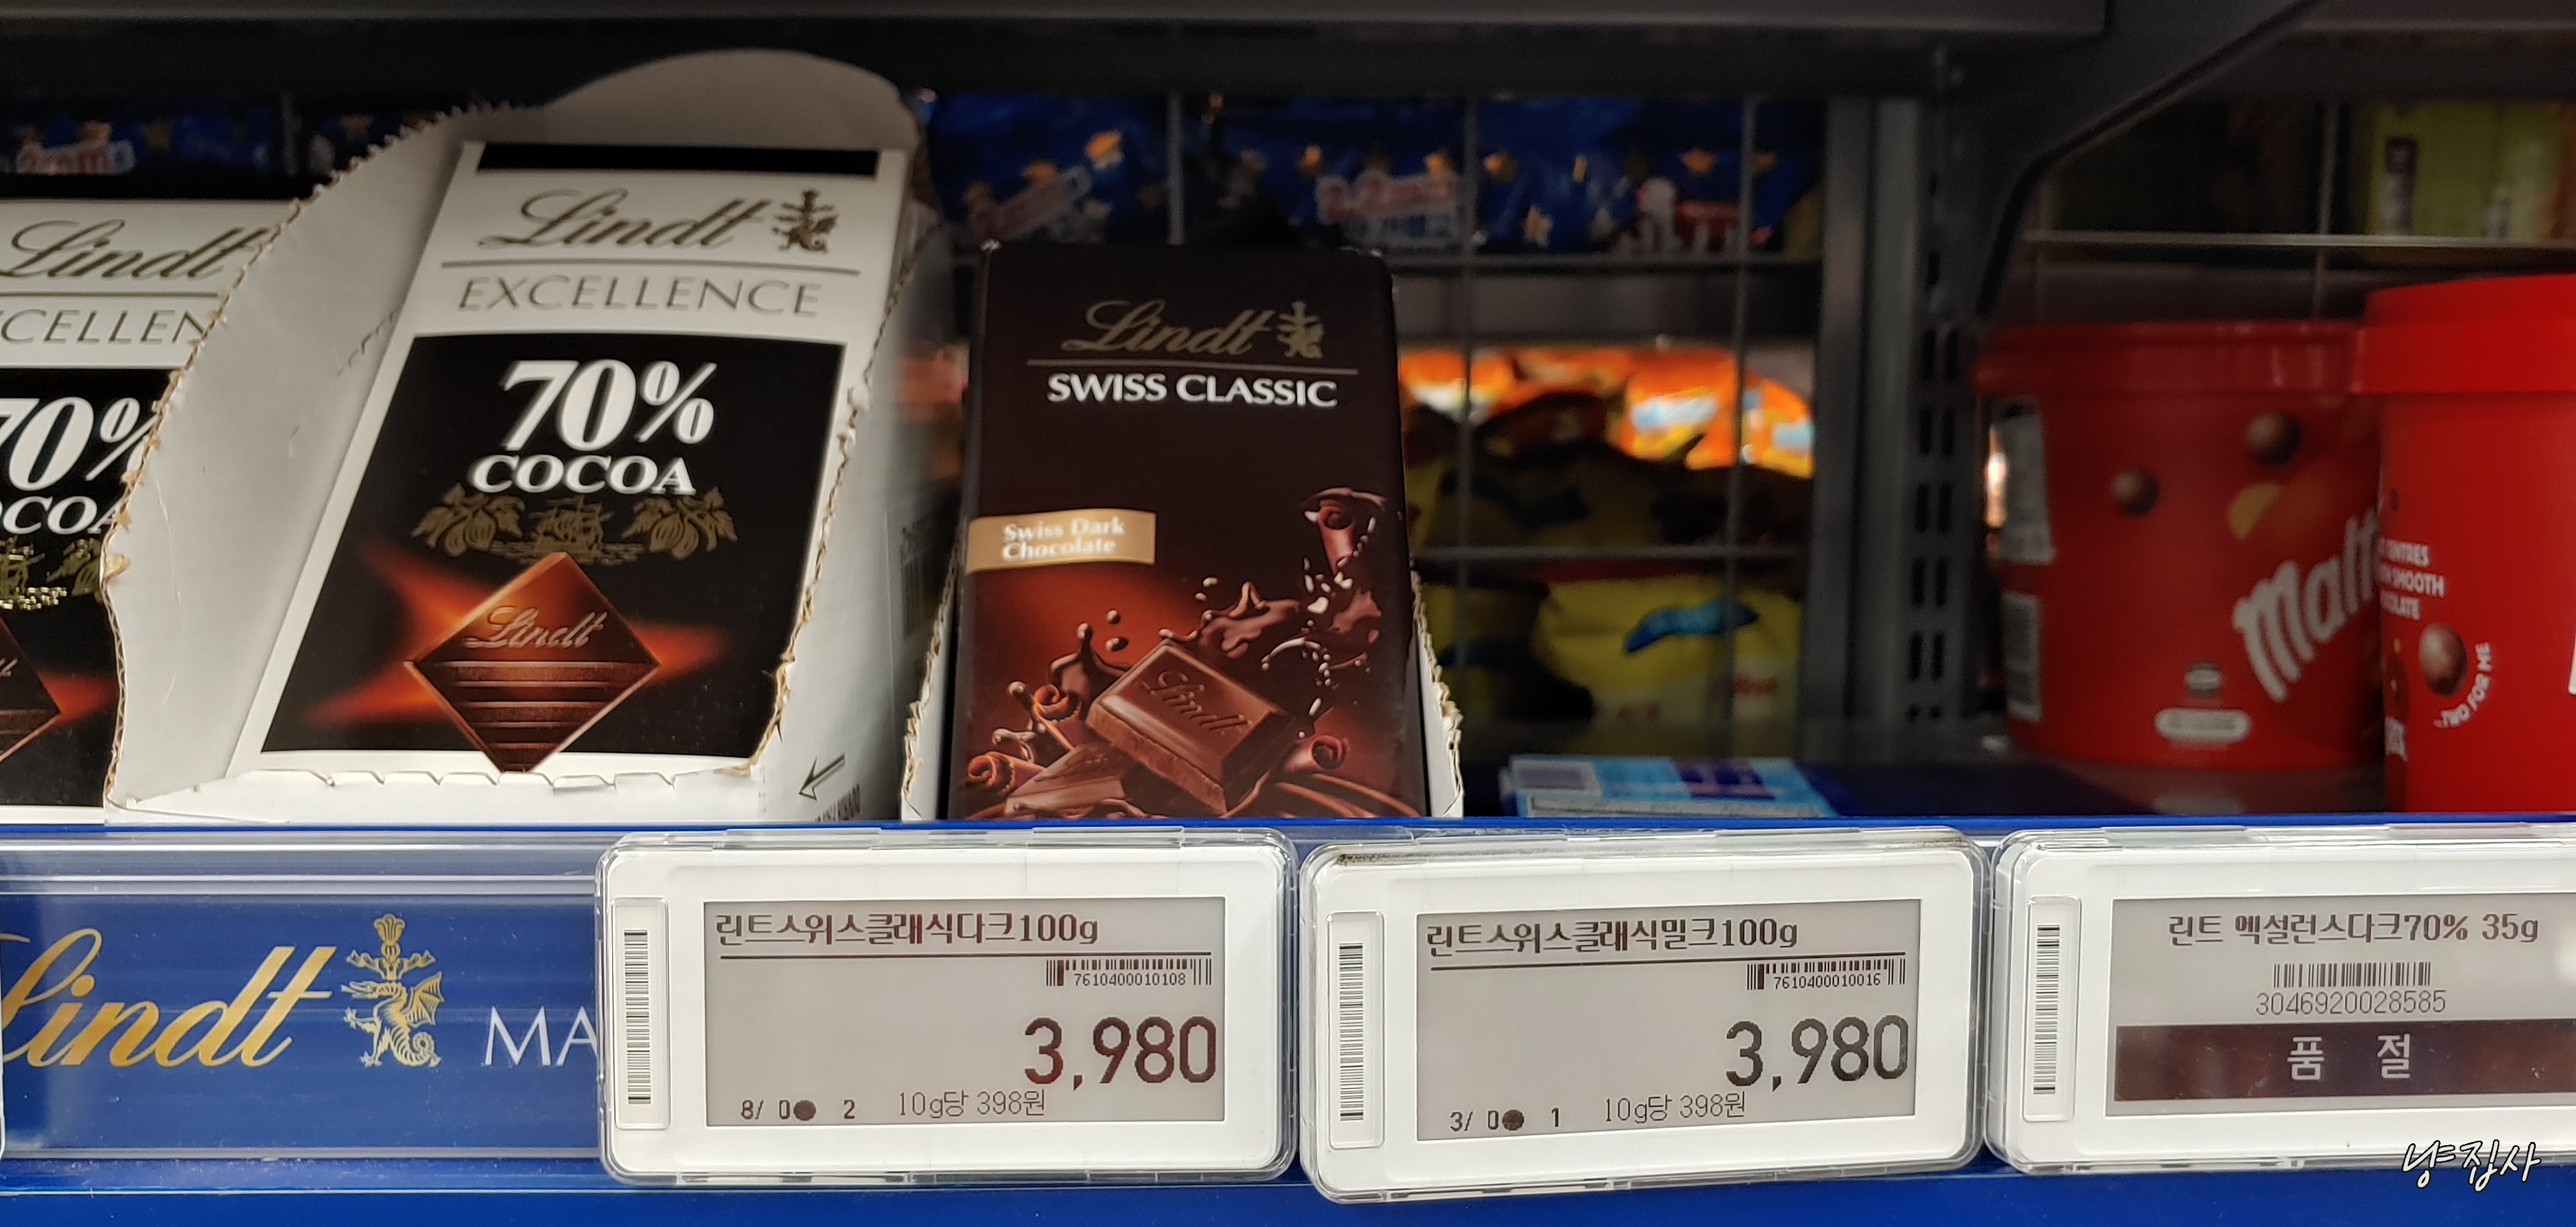 Lindt
EXCELLENCE
70%
COCOA
Lindt
Lindt
70%
Lindt
SWISS CLASSIC
Swiss Dark
Chocolate
Lindt
SMOOTH
...TWO FOR ME
Lindt
린트스위스클래식다크100g
7610400010108
3,980
8/ 0● 2 10g당 398원
린트스위스클래식밀크100g
7610400010016
3,980
3/ 0● 1 10g당 398원
린트 엑설런스다크70% 35g
3046920028585
품 절
냥집사